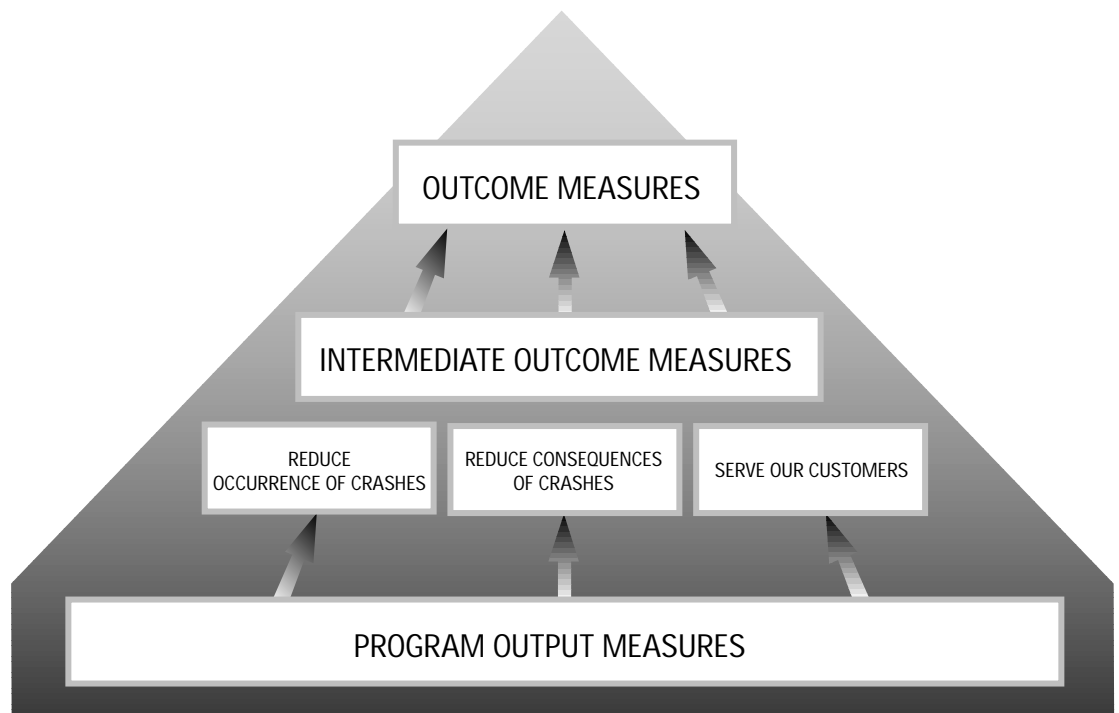 OUTCOME MEASURES
INTERMEDIATE OUTCOME MEASURES
REDUCE
OCCURRENCE OF CRASHES
REDUCE CONSEQUENCES
OF CRASHES
SERVE OUR CUSTOMERS
PROGRAM OUTPUT MEASURES